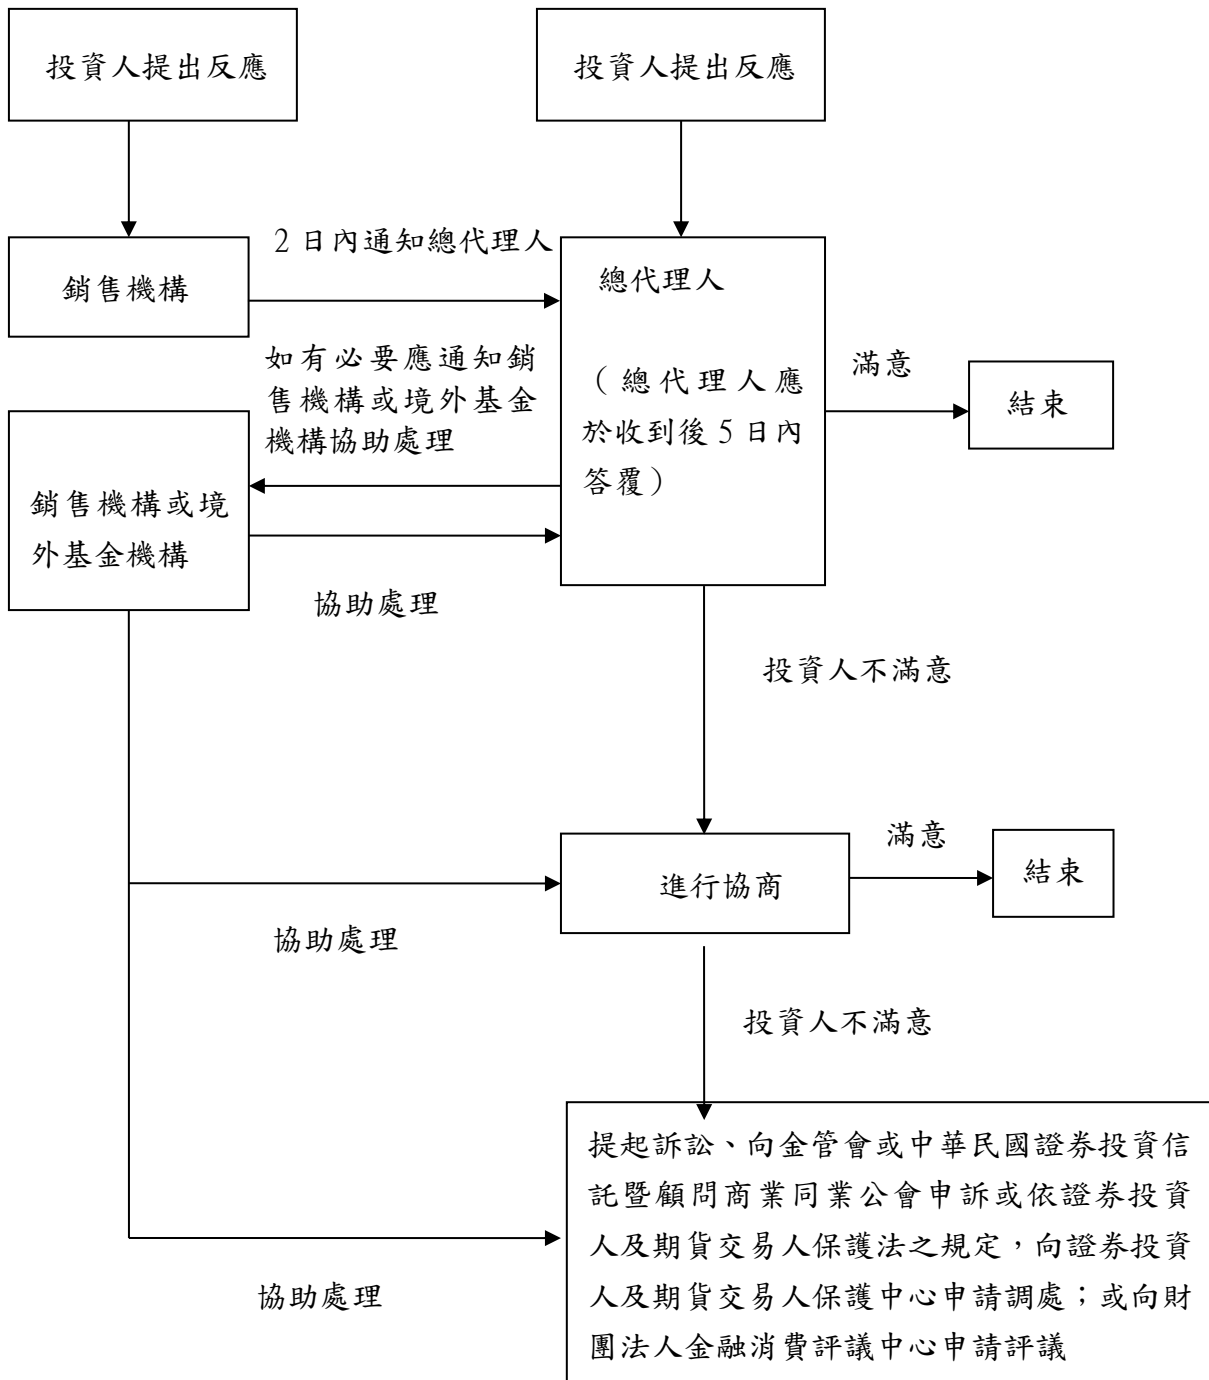 投資人提出反應
投資人提出反應
2 日內通知總代理人
銷售機構
總代理人
如有必要應通知銷
售機構或境外基金
機構協助處理
（總代理人應
於收到後 5 日內
答覆）
滿意
結束
銷售機構或境
外基金機構
協助處理
投資人不滿意
進行協商
滿意
結束
協助處理
投資人不滿意
提起訴訟、向金管會或中華民國證券投資信
託暨顧問商業同業公會申訴或依證券投資
人及期貨交易人保護法之規定，向證券投資
人及期貨交易人保護中心申請調處；或向財
團法人金融消費評議中心申請評議
協助處理